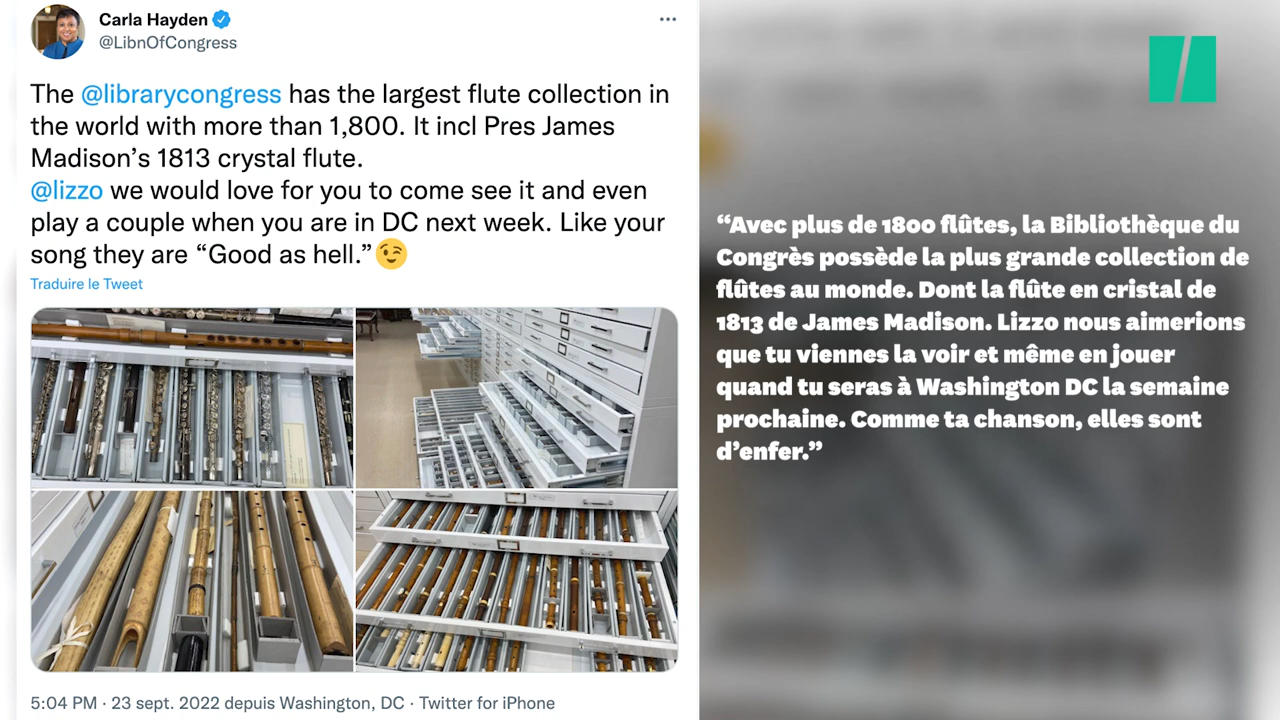 Carla Hayden
@LibnOfCongress
The @librarycongress has the largest flute collection in
the world with more than 1,800. It incl Pres James
Madison’s 1813 crystal flute.
@lizzo we would love for you to come see it and even
play a couple when you are in DC next week. Like your
song they are “Good as hell.”😉
Traduire le Tweet
5:04 PM · 23 sept. 2022 depuis Washington, DC · Twitter for iPhone
“Avec plus de 1800 flûtes, la Bibliothèque du
Congrès possède la plus grande collection de
flûtes au monde. Dont la flûte en cristal de
1813 de James Madison. Lizzo nous aimerions
que tu viennes la voir et même en jouer
quand tu seras à Washington DC la semaine
prochaine. Comme ta chanson, elles sont
d’enfer.”